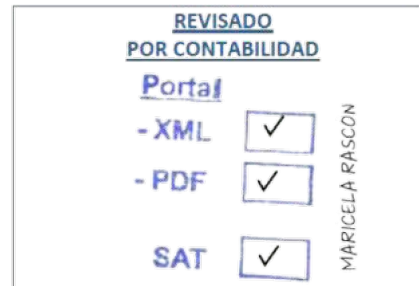 REVISADO
POR CONTABILIDAD
Portal
- XML ✓
- PDF ✓
SAT ✓
MARICELA RASCON